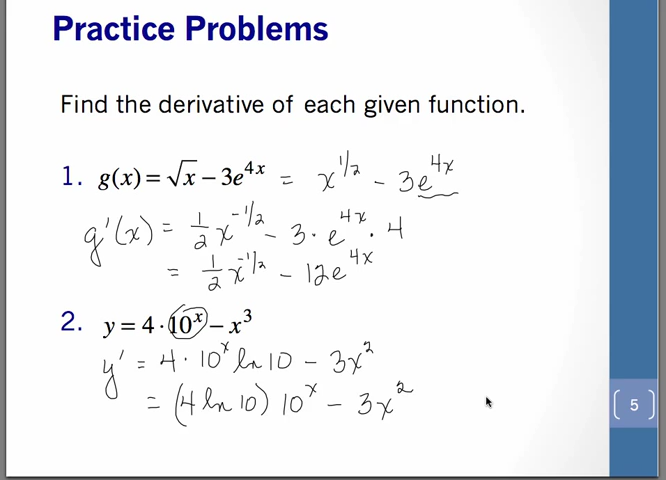 Practice Problems
Find the derivative of each given function.
1. g(x) = √x − 3e^{4x} = x^{1/2} − 3e^{4x}
g'(x) = 1/2 x^{-1/2} − 3 · e^{4x} · 4
= 1/2 x^{-1/2} − 12e^{4x}
2. y = 4 · 10^x − x^3
y' = 4 · 10^x ln 10 − 3x^2
= (4 ln 10) 10^x − 3x^2
[ 5 ]